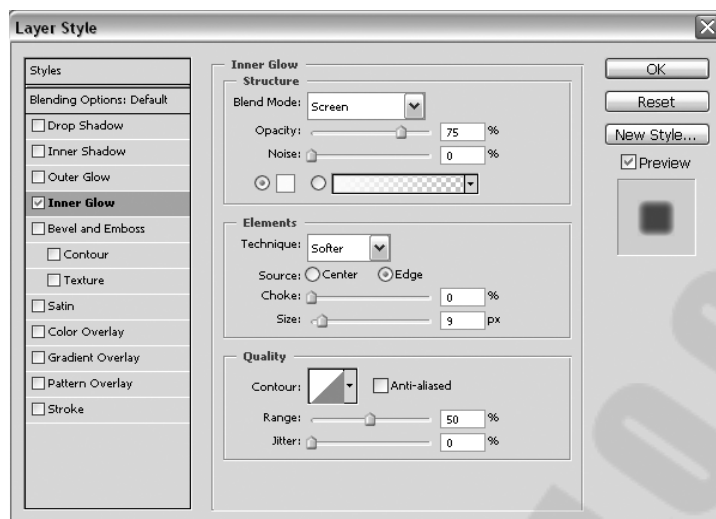 Layer Style
Styles
Blending Options: Default
Drop Shadow
Inner Shadow
Outer Glow
Inner Glow
Bevel and Emboss
Contour
Texture
Satin
Color Overlay
Gradient Overlay
Pattern Overlay
Stroke
Inner Glow
Structure
Blend Mode: Screen
Opacity: 75 %
Noise: 0 %
Elements
Technique: Softer
Source: Center Edge
Choke: 0 %
Size: 9 px
Quality
Contour: Anti-aliased
Range: 50 %
Jitter: 0 %
OK
Reset
New Style...
Preview